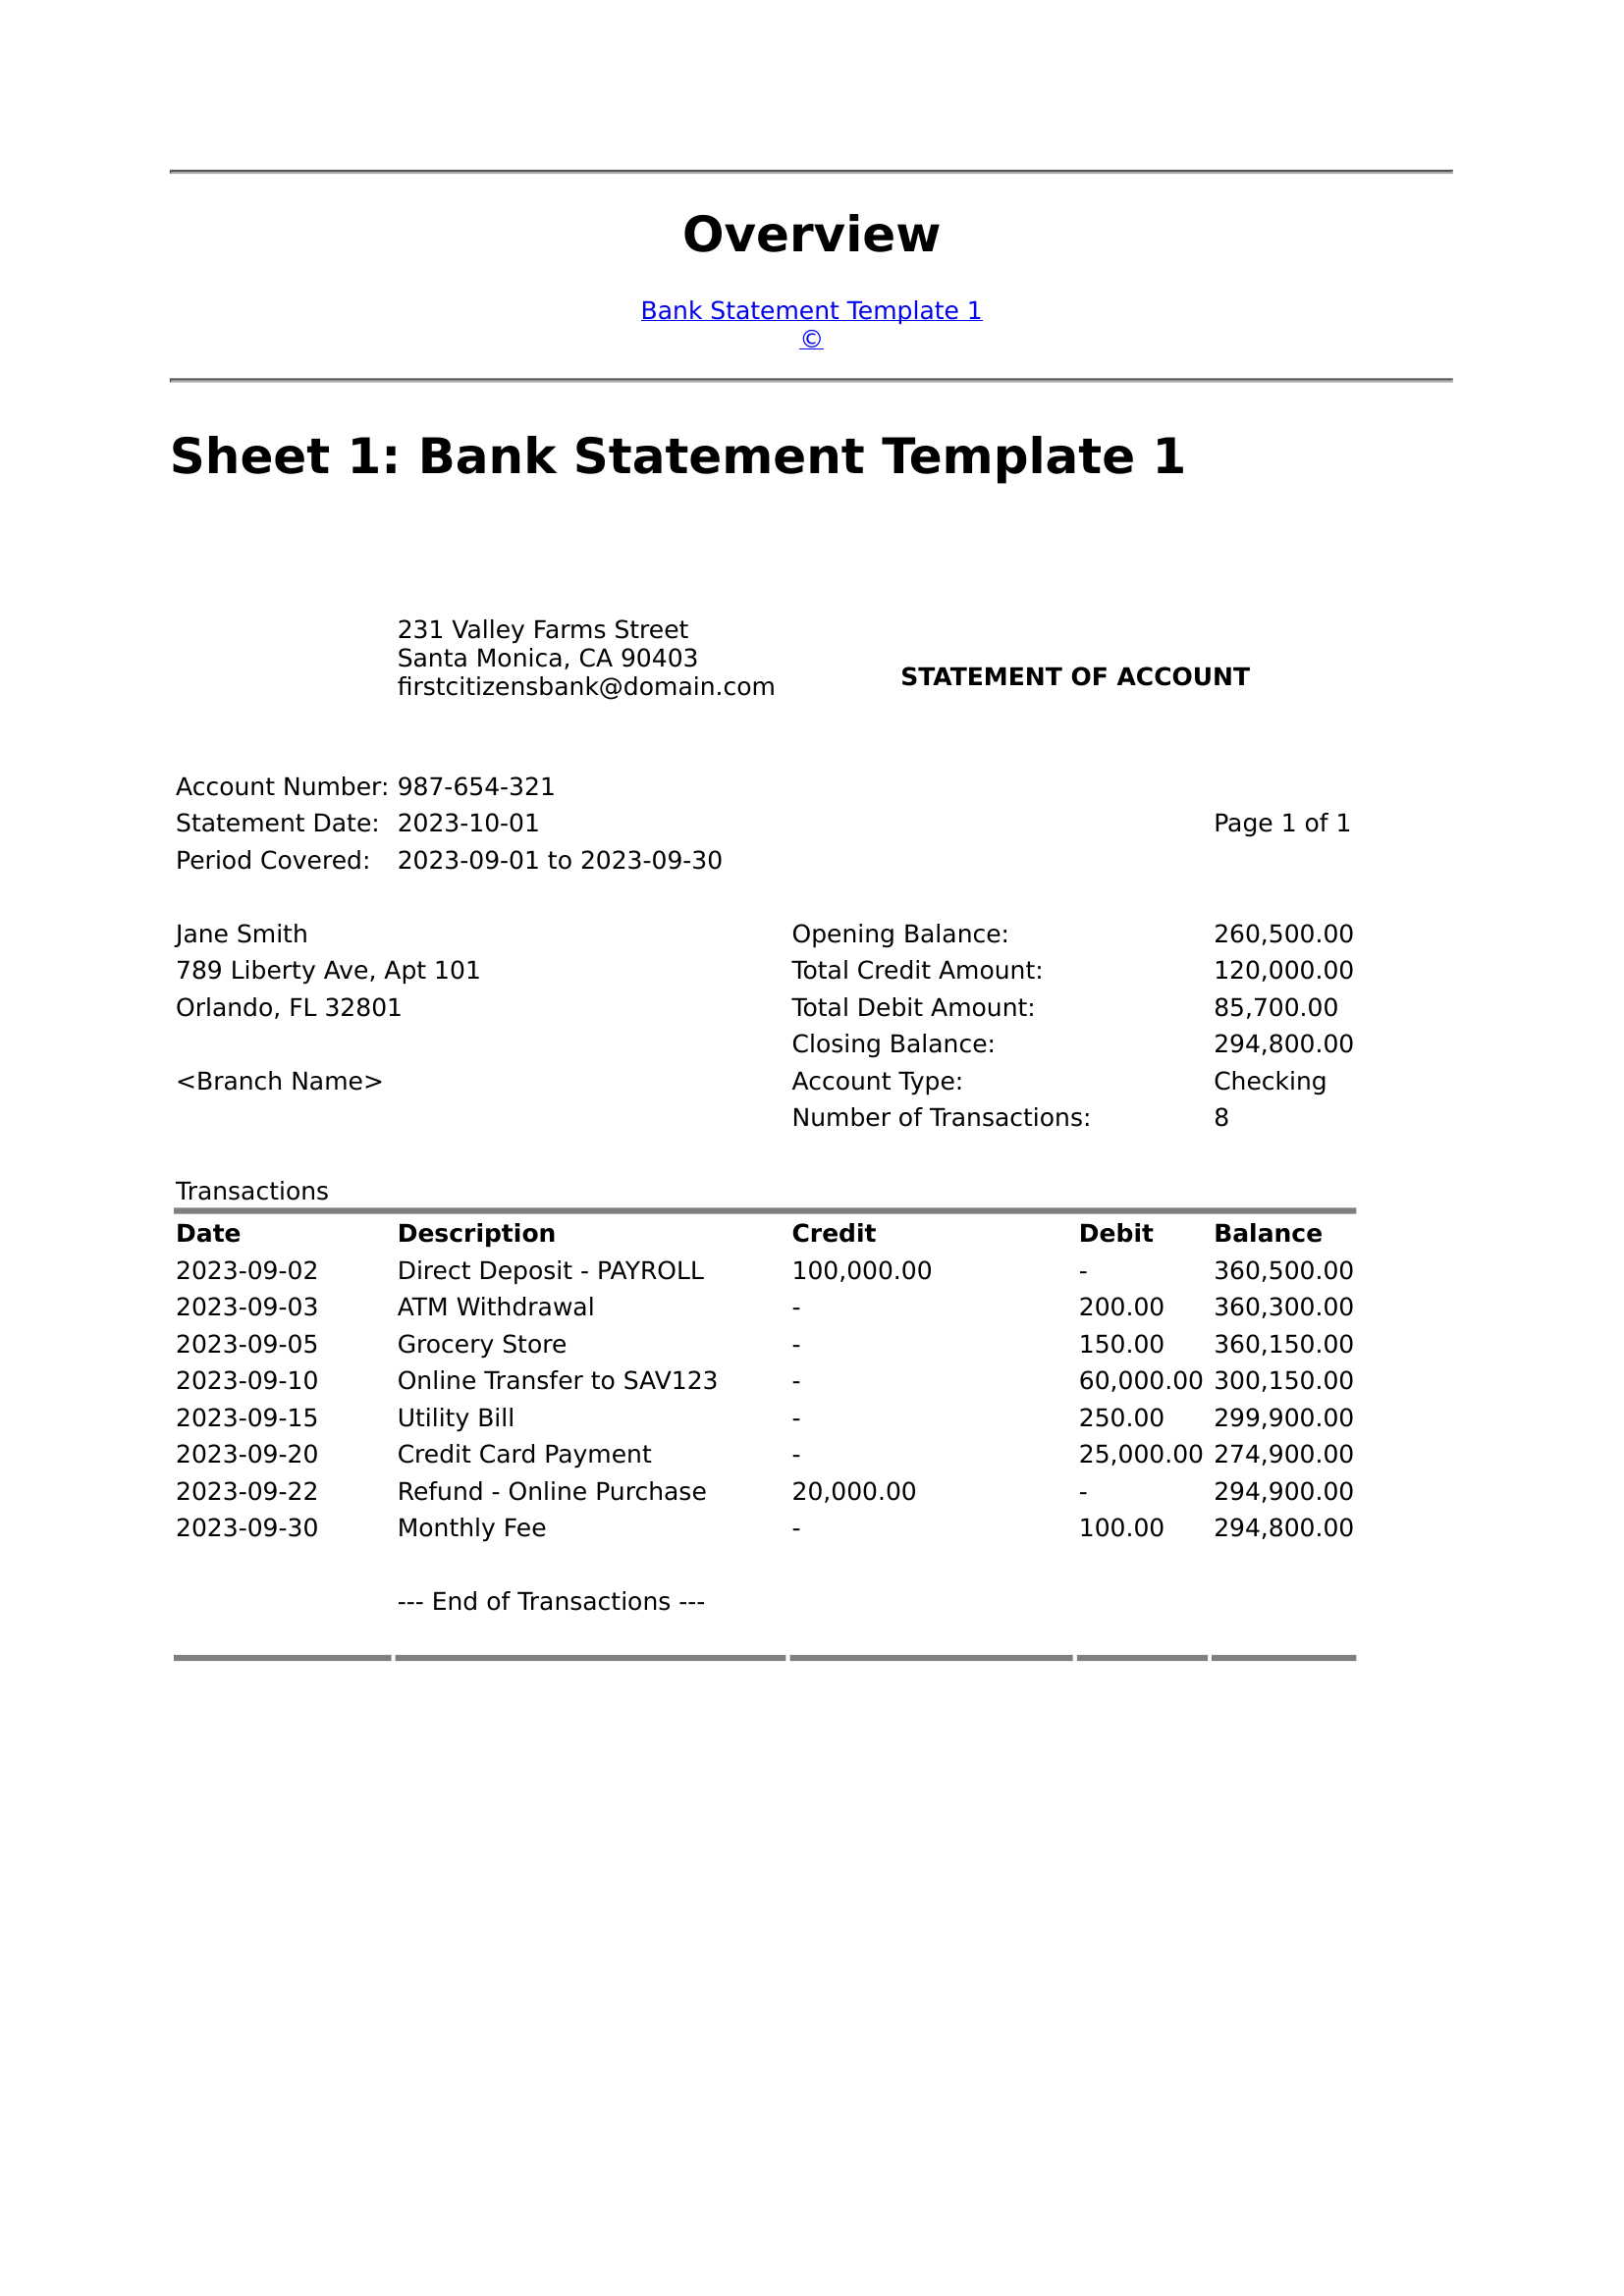 Overview
Bank Statement Template 1
©
Sheet 1: Bank Statement Template 1
231 Valley Farms Street
Santa Monica, CA 90403
firstcitizensbank@domain.com
STATEMENT OF ACCOUNT
Account Number: 987-654-321
Statement Date: 2023-10-01 Page 1 of 1
Period Covered: 2023-09-01 to 2023-09-30
Jane Smith Opening Balance: 260,500.00
789 Liberty Ave, Apt 101 Total Credit Amount: 120,000.00
Orlando, FL 32801 Total Debit Amount: 85,700.00
Closing Balance: 294,800.00
<Branch Name> Account Type: Checking
Number of Transactions: 8
Transactions
Date Description Credit Debit Balance
2023-09-02 Direct Deposit - PAYROLL 100,000.00 - 360,500.00
2023-09-03 ATM Withdrawal - 200.00 360,300.00
2023-09-05 Grocery Store - 150.00 360,150.00
2023-09-10 Online Transfer to SAV123 - 60,000.00 300,150.00
2023-09-15 Utility Bill - 250.00 299,900.00
2023-09-20 Credit Card Payment - 25,000.00 274,900.00
2023-09-22 Refund - Online Purchase 20,000.00 - 294,900.00
2023-09-30 Monthly Fee - 100.00 294,800.00
--- End of Transactions ---